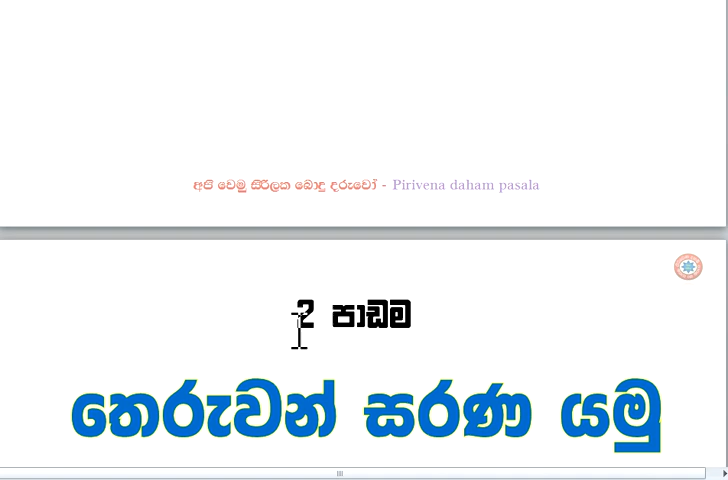 අපි වෙමු සිරිලක බොදු දරුවෝ - Pirivena daham pasala
2 පාඩම
තෙරුවන් සරණ යමු